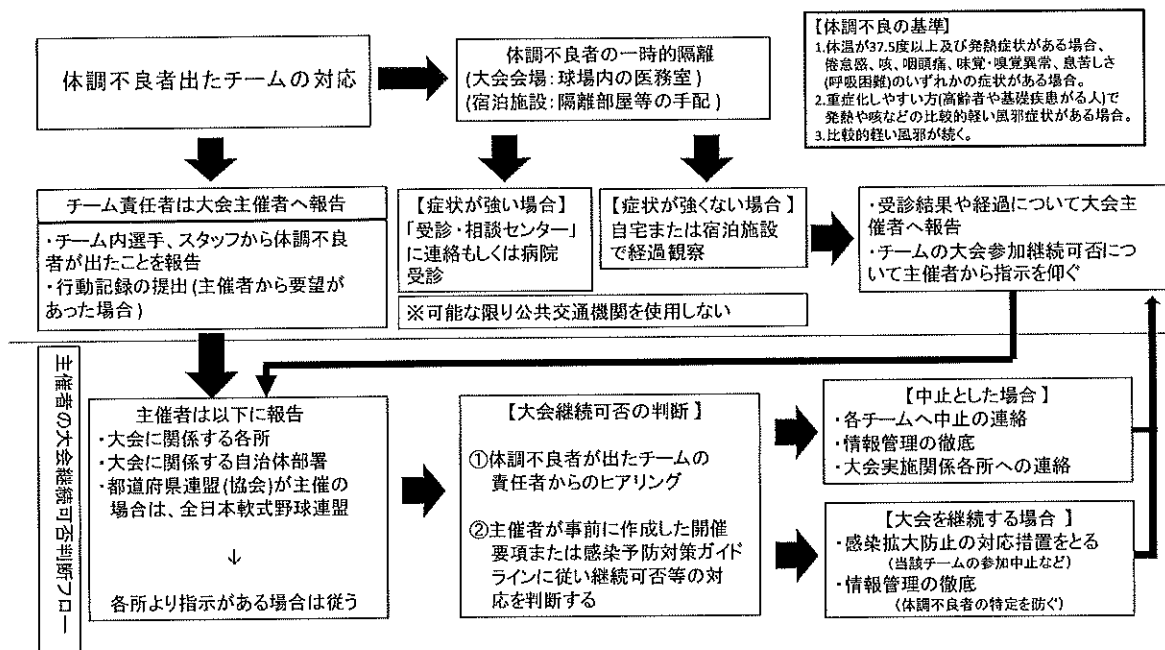 体調不良者出たチームの対応
体調不良者の一時的隔離
(大会会場：球場内の医務室)
(宿泊施設：隔離部屋等の手配)
【体調不良の基準】
1.体温が37.5度以上及び発熱症状がある場合、
倦怠感、咳、咽頭痛、味覚・嗅覚異常、息苦しさ
(呼吸困難)のいずれかの症状がある場合。
2.重症化しやすい方(高齢者や基礎疾患がる人)で
発熱や咳などの比較的軽い風邪症状がある場合。
3.比較的軽い風邪が続く。
チーム責任者は大会主催者へ報告
・チーム内選手、スタッフから体調不良
者が出たことを報告
・行動記録の提出(主催者から要望が
あった場合)
【症状が強い場合】
「受診・相談センター」
に連絡もしくは病院
受診
【症状が強くない場合】
自宅または宿泊施設
で経過観察
※可能な限り公共交通機関を使用しない
・受診結果や経過について大会主
催者へ報告
・チームの大会参加継続可否につ
いて主催者から指示を仰ぐ
主催者の大会継続可否判断フロー
主催者は以下に報告
・大会に関係する各所
・大会に関係する自治体部署
・都道府県連盟(協会)が主催の
場合は、全日本軟式野球連盟
↓
各所より指示がある場合は従う
【大会継続可否の判断】
①体調不良者が出たチームの
責任者からのヒアリング
②主催者が事前に作成した開催
要項または感染予防対策ガイド
ラインに従い継続可否等の対
応を判断する
【中止とした場合】
・各チームへ中止の連絡
・情報管理の徹底
・大会実施関係各所への連絡
【大会を継続する場合】
・感染拡大防止の対応措置をとる
(当該チームの参加中止など)
・情報管理の徹底
(体調不良者の特定を防ぐ)